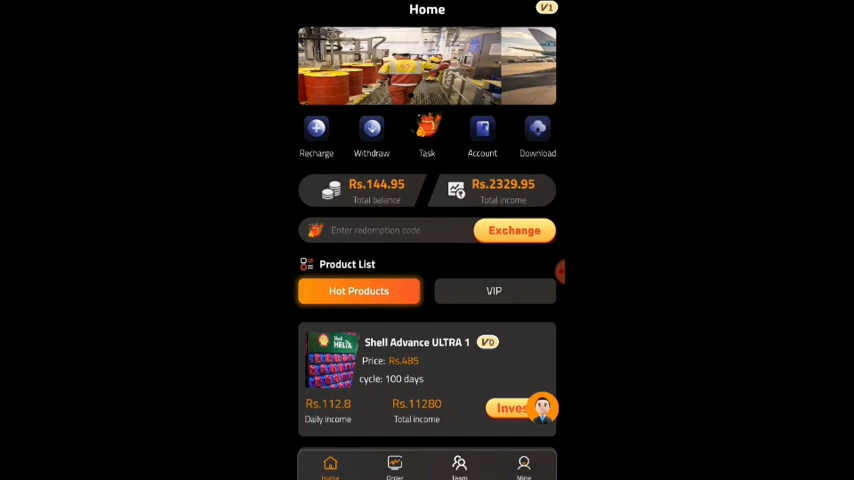 Home
V1
Recharge
Withdraw
Task
Account
Download
Rs.144.95
Total balance
Rs.2329.95
Total income
Enter redemption code
Exchange
Product List
Hot Products
VIP
HELIX
Shell Advance ULTRA 1
V0
Price: Rs.485
cycle: 100 days
Rs.112.8
Daily income
Rs.11280
Total income
Inves
Home
Order
Team
Mine